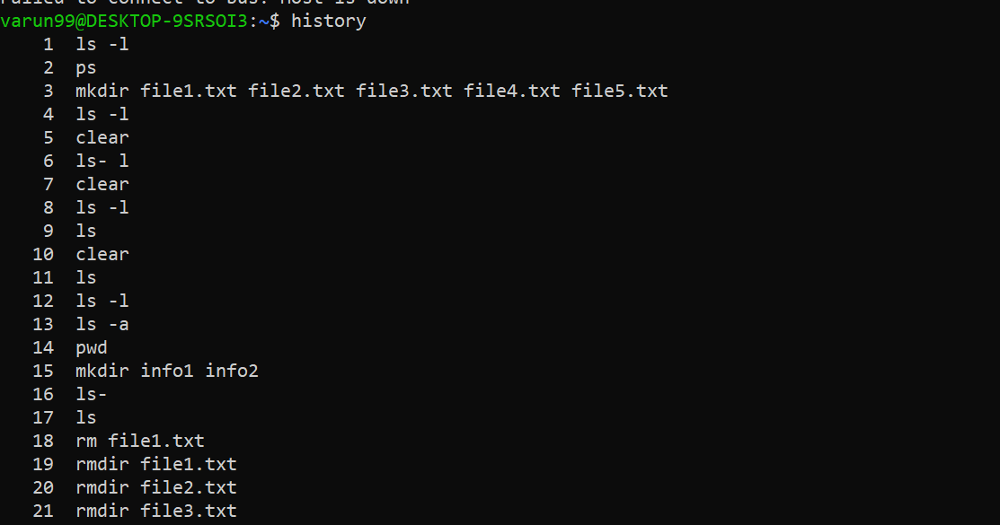 Failed to connect to bus: Host is down
varun99@DESKTOP-9SRSOI3:~$ history
1 ls -l
2 ps
3 mkdir file1.txt file2.txt file3.txt file4.txt file5.txt
4 ls -l
5 clear
6 ls- l
7 clear
8 ls -l
9 ls
10 clear
11 ls
12 ls -l
13 ls -a
14 pwd
15 mkdir info1 info2
16 ls-
17 ls
18 rm file1.txt
19 rmdir file1.txt
20 rmdir file2.txt
21 rmdir file3.txt